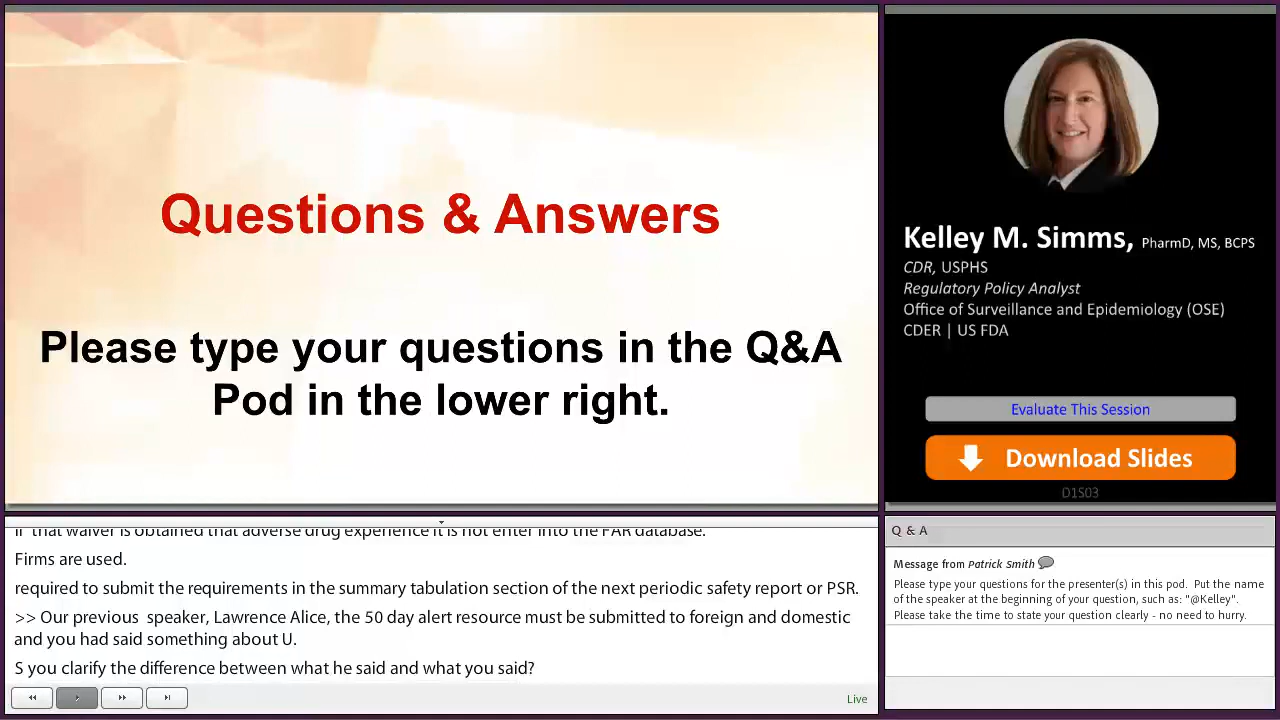 Questions & Answers
Please type your questions in the Q&A
Pod in the lower right.
Kelley M. Simms, PharmD, MS, BCPS
CDR, USPHS
Regulatory Policy Analyst
Office of Surveillance and Epidemiology (OSE)
CDER | US FDA
Evaluate This Session
Download Slides
D1S03
If that waiver is obtained that adverse drug experience it is not enter into the FAR database.
Firms are used.
required to submit the requirements in the summary tabulation section of the next periodic safety report or PSR.
>> Our previous speaker, Lawrence Alice, the 50 day alert resource must be submitted to foreign and domestic
and you had said something about U.
S you clarify the difference between what he said and what you said?
Live
Q & A
Message from Patrick Smith
Please type your questions for the presenter(s) in this pod. Put the name
of the speaker at the beginning of your question, such as: "@Kelley".
Please take the time to state your question clearly - no need to hurry.